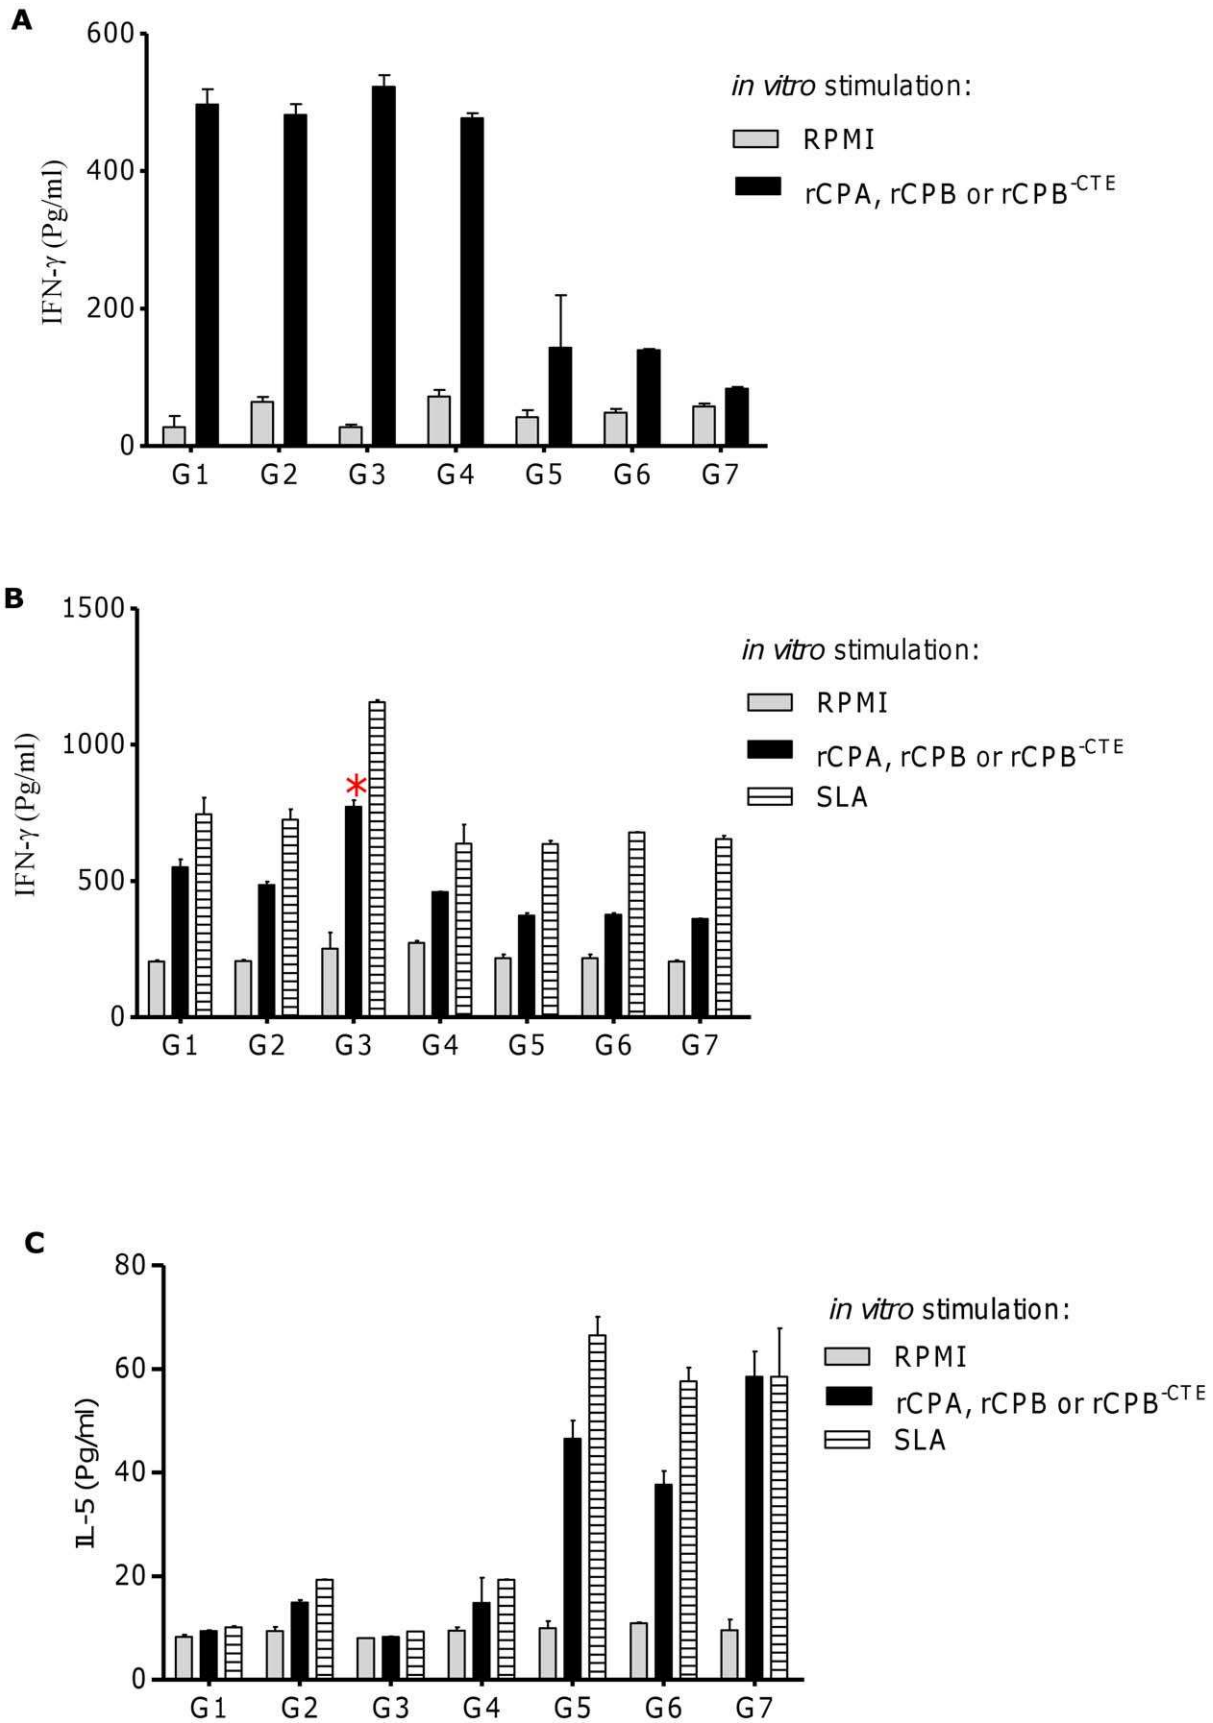 A
600
400
200
0
IFN-γ (Pg/ml)
G1 G2 G3 G4 G5 G6 G7
in vitro stimulation:
RPMI
rCPA, rCPB or rCPB-CTE
B
1500
1000
500
0
IFN-γ (Pg/ml)
*
G1 G2 G3 G4 G5 G6 G7
in vitro stimulation:
RPMI
rCPA, rCPB or rCPB-CTE
SLA
C
80
60
40
20
0
IL-5 (Pg/ml)
G1 G2 G3 G4 G5 G6 G7
in vitro stimulation:
RPMI
rCPA, rCPB or rCPB-CTE
SLA